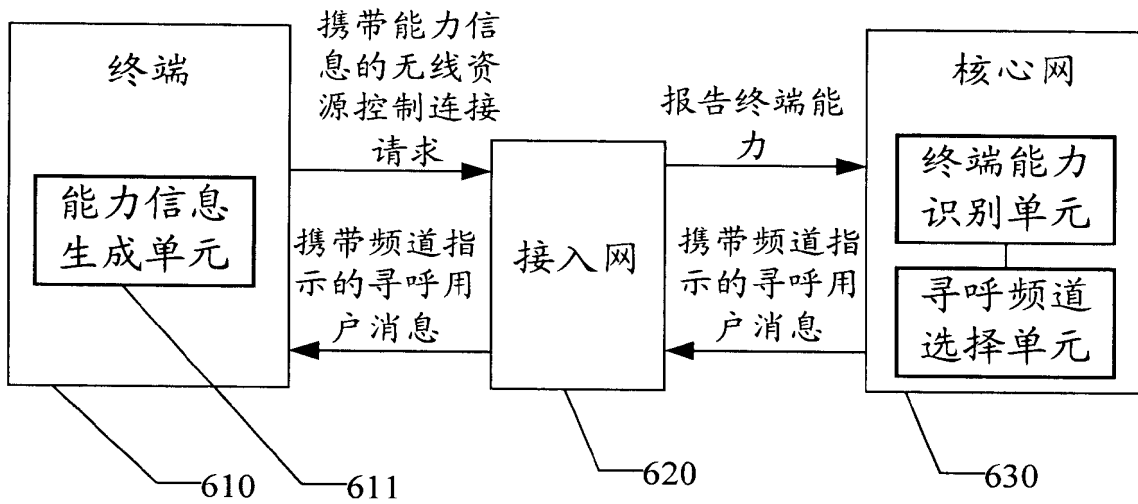 终端
能力信息
生成单元
携带能力信
息的无线资
源控制连接
请求
携带频道指
示的寻呼用
户消息
接入网
报告终端能
力
携带频道指
示的寻呼用
户消息
核心网
终端能力
识别单元
寻呼频道
选择单元
610
611
620
630